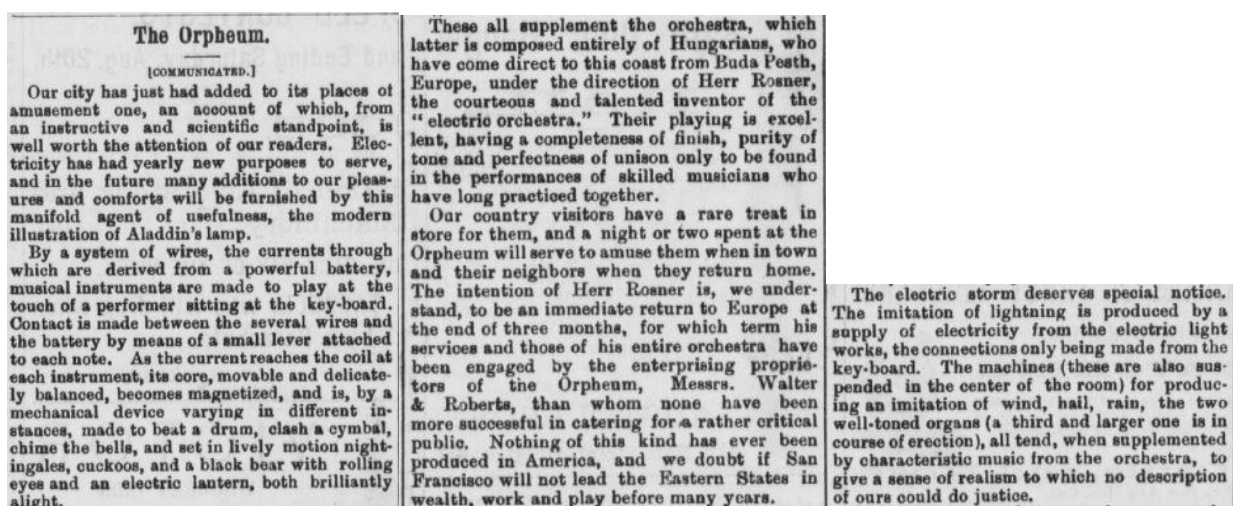 The Orpheum.
[COMMUNICATED.]
Our city has just had added to its places of
amusement one, an account of which, from
an instructive and scientific standpoint, is
well worth the attention of our readers. Elec-
tricity has had yearly new purposes to serve,
and in the future many additions to our pleas-
ures and comforts will be furnished by this
manifold agent of usefulness, the modern
illustration of Aladdin's lamp.
By a system of wires, the currents through
which are derived from a powerful battery,
musical instruments are made to play at the
touch of a performer sitting at the key-board.
Contact is made between the several wires and
the battery by means of a small lever attached
to each note. As the current reaches the coil at
each instrument, its core, movable and delicate-
ly balanced, becomes magnetized, and is, by a
mechanical device varying in different in-
stances, made to beat a drum, clash a cymbal,
chime the bells, and set in lively motion night-
ingales, cuckoos, and a black bear with rolling
eyes and an electric lantern, both brilliantly
alight.
These all supplement the orchestra, which
latter is composed entirely of Hungarians, who
have come direct to this coast from Buda Pesth,
Europe, under the direction of Herr Rosner,
the courteous and talented inventor of the
"electric orchestra." Their playing is excel-
lent, having a completeness of finish, purity of
tone and perfectness of unison only to be found
in the performances of skilled musicians who
have long practiced together.
Our country visitors have a rare treat in
store for them, and a night or two spent at the
Orpheum will serve to amuse them when in town
and their neighbors when they return home.
The intention of Herr Rosner is, we under-
stand, to be an immediate return to Europe at
the end of three months, for which term his
services and those of his entire orchestra have
been engaged by the enterprising proprie-
tors of the Orpheum, Messrs. Walter
& Roberts, than whom none have been
more successful in catering for a rather critical
public. Nothing of this kind has ever been
produced in America, and we doubt if San
Francisco will not lead the Eastern States in
wealth, work and play before many years.
The electric storm deserves special notice.
The imitation of lightning is produced by a
supply of electricity from the electric light
works, the connections only being made from the
key-board. The machines (these are also sus-
pended in the center of the room) for produc-
ing an imitation of wind, hail, rain, the two
well-toned organs (a third and larger one is in
course of erection), all tend, when supplemented
by characteristic music from the orchestra, to
give a sense of realism to which no description
of ours could do justice.